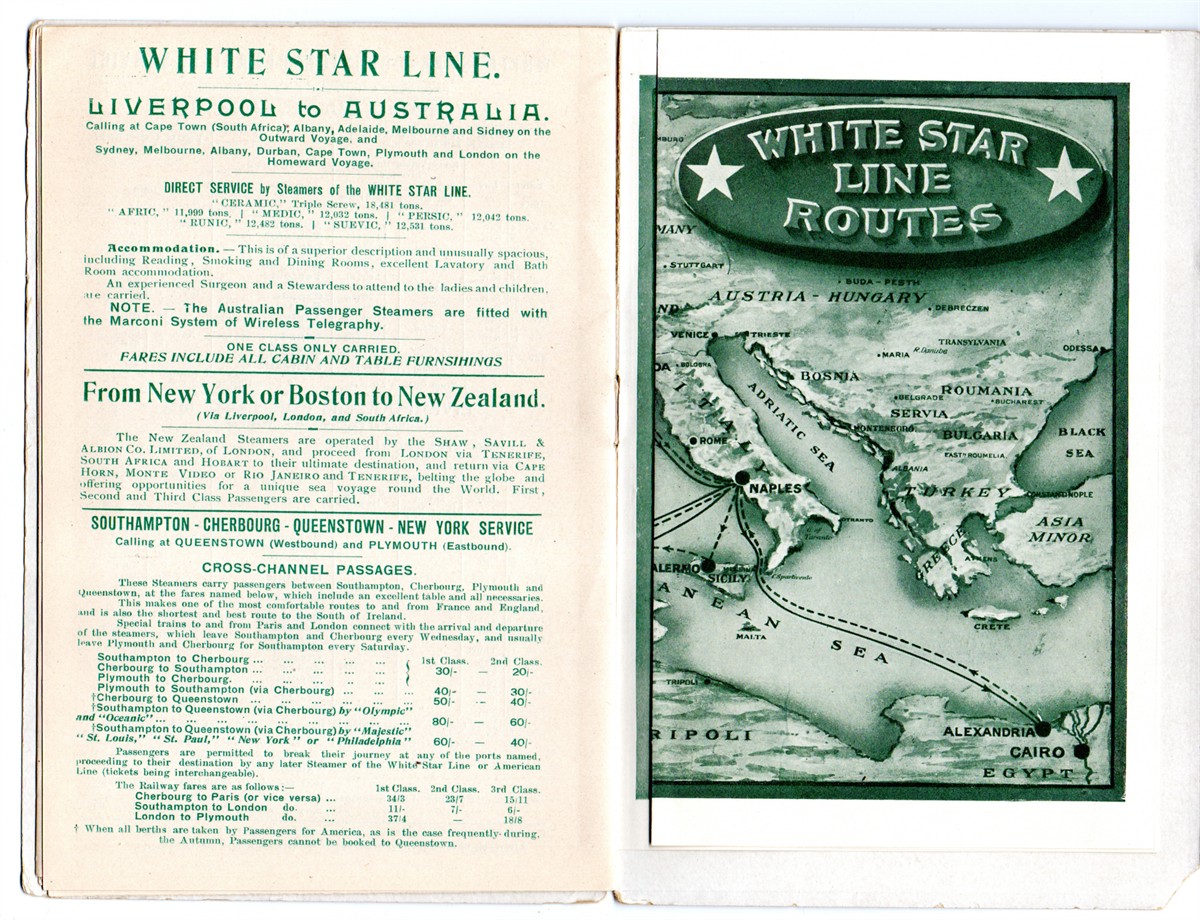 WHITE STAR LINE.
LIVERPOOL to AUSTRALIA.
Calling at Cape Town (South Africa); Albany, Adelaide, Melbourne and Sidney on the
Outward Voyage, and
Sydney, Melbourne, Albany, Durban, Cape Town, Plymouth and London on the
Homeward Voyage.
DIRECT SERVICE by Steamers of the WHITE STAR LINE.
"CERAMIC," Triple Screw, 18,481 tons.
"AFRIC," 11,999 tons. | "MEDIC," 12,032 tons. | "PERSIC," 12,042 tons.
"RUNIC," 12,482 tons. | "SUEVIC," 12,531 tons.
Accommodation. — This is of a superior description and unusually spacious,
including Reading, Smoking and Dining Rooms, excellent Lavatory and Bath
Room accommodation.
An experienced Surgeon and a Stewardess to attend to the ladies and children,
are carried.
NOTE. — The Australian Passenger Steamers are fitted with
the Marconi System of Wireless Telegraphy.
ONE CLASS ONLY CARRIED.
FARES INCLUDE ALL CABIN AND TABLE FURNSIHINGS
From New York or Boston to New Zealand.
(Via Liverpool, London, and South Africa.)
The New Zealand Steamers are operated by the SHAW, SAVILL &
ALBION CO. LIMITED, of LONDON, and proceed from LONDON via TENERIFE,
SOUTH AFRICA and HOBART to their ultimate destination, and return via CAPE
HORN, MONTE VIDEO or RIO JANEIRO and TENERIFE, belting the globe and
offering opportunities for a unique sea voyage round the World. First,
Second and Third Class Passengers are carried.
SOUTHAMPTON - CHERBOURG - QUEENSTOWN - NEW YORK SERVICE
Calling at QUEENSTOWN (Westbound) and PLYMOUTH (Eastbound).
CROSS-CHANNEL PASSAGES.
These Steamers carry passengers between Southampton, Cherbourg, Plymouth and
Queenstown, at the fares named below, which include an excellent table and all necessaries.
This makes one of the most comfortable routes to and from France and England,
and is also the shortest and best route to the South of Ireland.
Special trains to and from Paris and London connect with the arrival and departure
of the steamers, which leave Southampton and Cherbourg every Wednesday, and usually
leave Plymouth and Cherbourg for Southampton every Saturday.
1st Class. 2nd Class.
Southampton to Cherbourg ... ... ... ... ...
Cherbourg to Southampton ... ... ... ... ... 30/- — 20/-
Plymouth to Cherbourg. ... ... ... ... ...
Plymouth to Southampton (via Cherbourg) ... ... ... 40/- — 30/-
†Cherbourg to Queenstown ... ... ... ... ... 50/- — 40/-
†Southampton to Queenstown (via Cherbourg) by "Olympic"
and "Oceanic"... ... ... ... ... ... ... ... 80/- — 60/-
†Southampton to Queenstown (via Cherbourg) by "Majestic"
"St. Louis," "St. Paul," "New York" or "Philadelphia" 60/- — 40/-
Passengers are permitted to break their journey at any of the ports named,
proceeding to their destination by any later Steamer of the White Star Line or American
Line (tickets being interchangeable).
The Railway fares are as follows :— 1st Class. 2nd Class. 3rd Class.
Cherbourg to Paris (or vice versa) ... 34/3 23/7 15/11
Southampton to London do. ... 11/- 7/- 6/-
London to Plymouth do. 37/4 — 18/8
† When all berths are taken by Passengers for America, as is the case frequently during,
the Autumn, Passengers cannot be booked to Queenstown.
WHITE STAR
LINE
ROUTES
MBURG
MANY
STUTTGART
BUDA-PESTH
AUSTRIA-HUNGARY
DEBRECZEN
ND
VENICE
TRIESTE
TRANSYLVANIA
ODESSA
MARIA
R. Danube
OA
BOLOGNA
BOSNIA
ROUMANIA
BELGRADE
BUCHAREST
SERVIA
ITALY
ADRIATIC SEA
MONTENEGRO
BULGARIA
BLACK
SEA
ROME
EAST ROUMELIA
ALBANIA
NAPLES
TURKEY
CONSTANTINOPLE
OTRANTO
ASIA
MINOR
Taranto
GREECE
ATHENS
ALERMO
SICILY
MESSINA
C. Spartivento
ANEAN SEA
MALTA
CRETE
TRIPOLI
RIPOLI
ALEXANDRIA
CAIRO
EGYPT